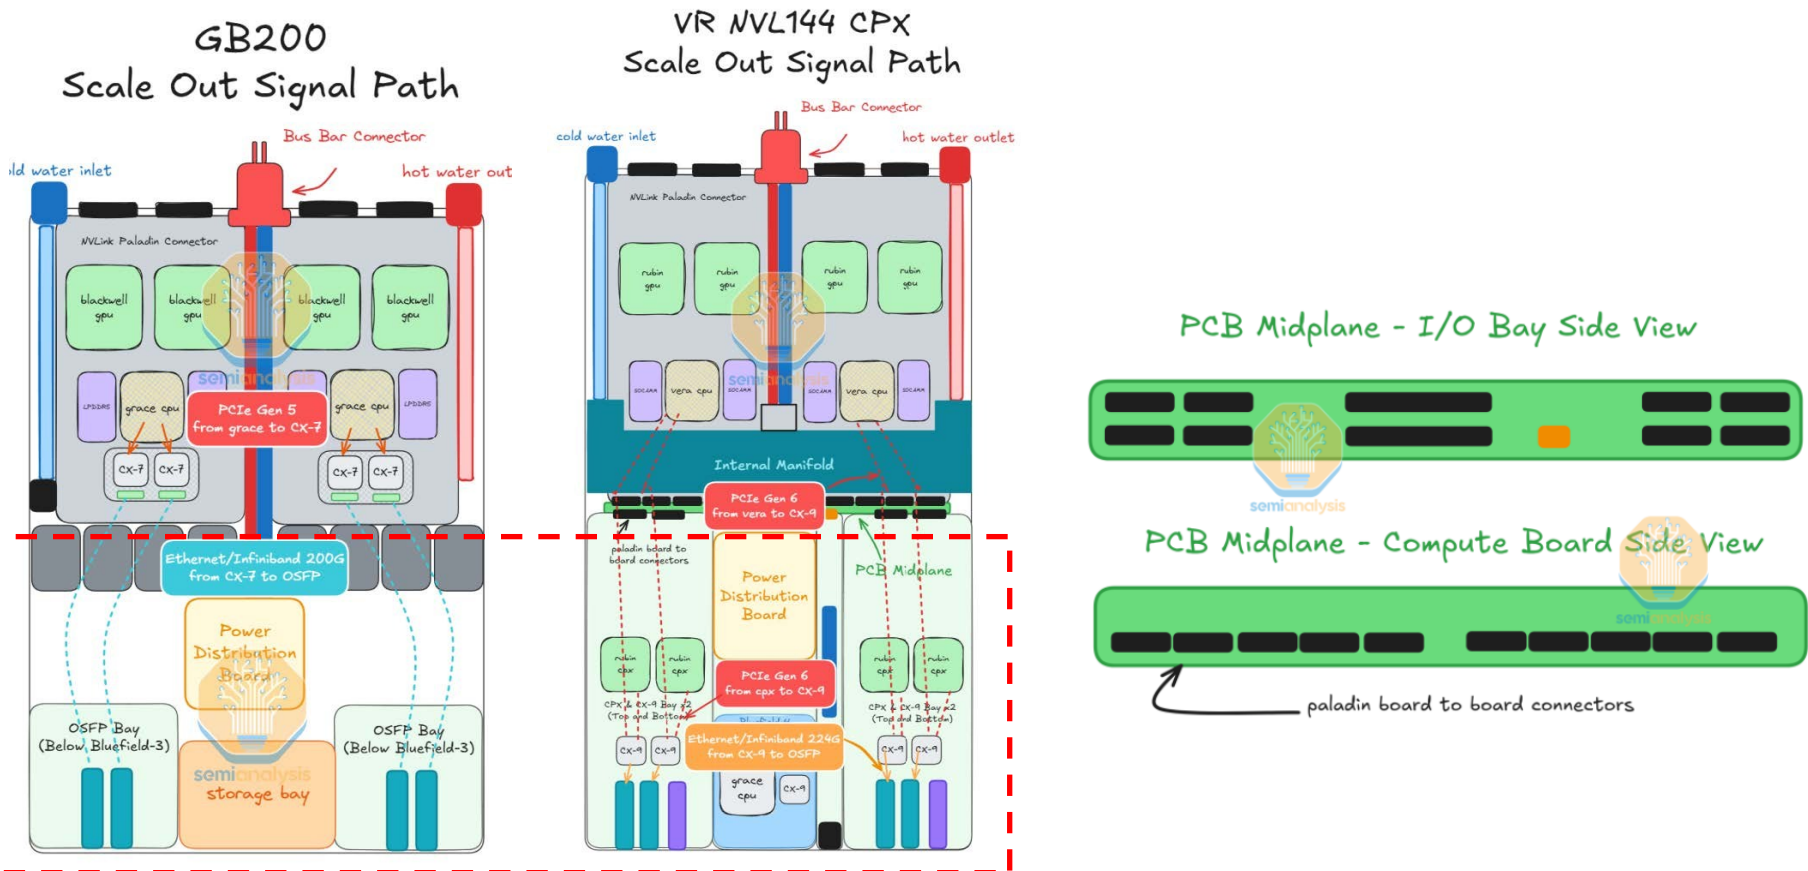 GB200
Scale Out Signal Path
Bus Bar Connector
ld water inlet
hot water out
NVLink Paladin Connector
blackwell
gpu
blackwell
gpu
blackwell
gpu
blackwell
gpu
semianalysis
LPDDR5
grace cpu
PCIe Gen 5
from grace to CX-7
grace cpu
LPDDR5
CX-7
CX-7
CX-7
CX-7
Ethernet/Infiniband 200G
from CX-7 to OSFP
Power
Distribution
Board
OSFP Bay
(Below Bluefield-3)
OSFP Bay
(Below Bluefield-3)
semianalysis
storage bay
VR NVL144 CPX
Scale Out Signal Path
Bus Bar Connector
cold water inlet
hot water outlet
NVLink Paladin Connector
rubin
gpu
rubin
gpu
rubin
gpu
rubin
gpu
semianalysis
SOCAMM
vera cpu
SOCAMM
SOCAMM
vera cpu
SOCAMM
Internal Manifold
PCIe Gen 6
from vera to CX-9
paladin board to
board connectors
PCB Midplane
Power
Distribution
Board
rubin
cpx
rubin
cpx
rubin
cpx
rubin
cpx
PCIe Gen 6
from cpx to CX-9
CPX & CX-9 Bay x2
(Top and Bottom)
CPX & CX-9 Bay x2
(Top and Bottom)
CX-9
CX-9
Ethernet/Infiniband 224G
from CX-9 to OSFP
CX-9
CX-9
grace
cpu
CX-9
PCB Midplane - I/O Bay Side View
semianalysis
PCB Midplane - Compute Board Side View
semianalysis
paladin board to board connectors